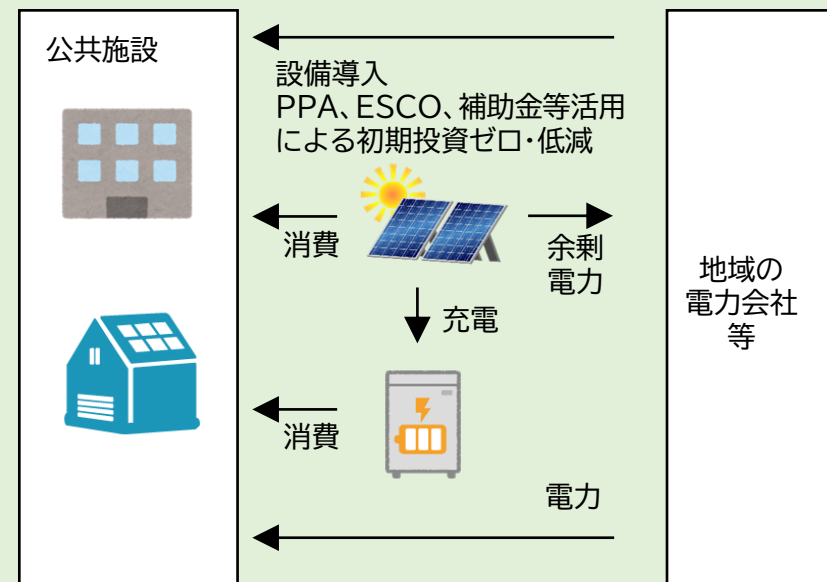 公共施設
設備導入
PPA、ESCO、補助金等活用
による初期投資ゼロ・低減
消費
余剰
電力
地域の
電力会社
等
充電
消費
電力